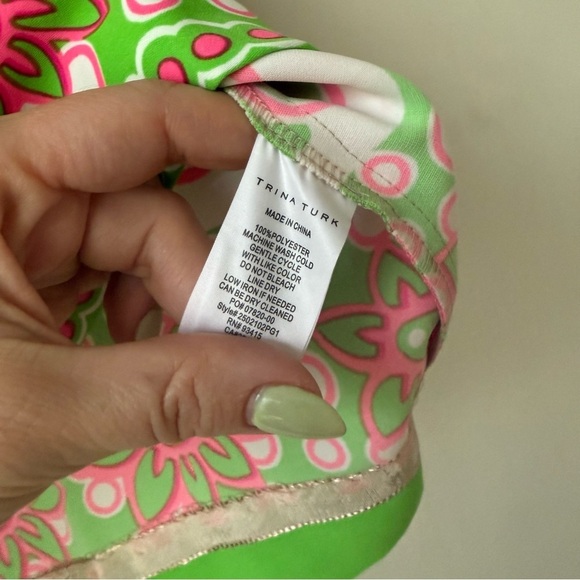 TRINA TURK
MADE IN CHINA
100%POLYESTER
MACHINE WASH COLD
GENTLE CYCLE
WITH LIKE COLOR
DO NOT BLEACH
LINE DRY
LOW IRON IF NEEDED
CAN BE DRY CLEANED
PO# 07820-00
Style# 2502102PG1
RN# 93415